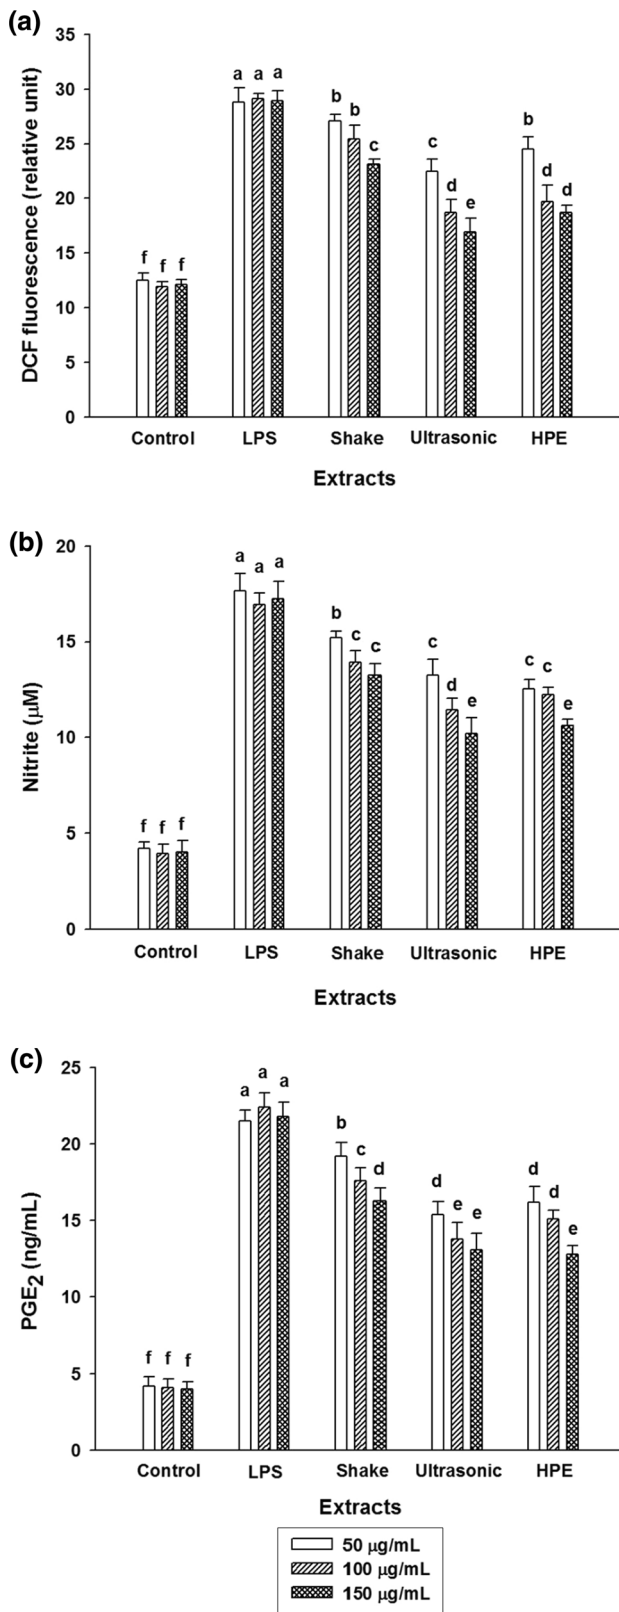 (a)
35
30
25
20
15
10
5
0
DCF fluorescence (relative unit)
f f f
a a a
b b c
c d e
b d d
Control LPS Shake Ultrasonic HPE
Extracts
(b)
20
15
10
5
0
Nitrite (μM)
f f f
a a a
b c c
c d e
c c e
Control LPS Shake Ultrasonic HPE
Extracts
(c)
25
20
15
10
5
0
PGE2 (ng/mL)
f f f
a a a
b c d
d e e
d d e
Control LPS Shake Ultrasonic HPE
Extracts
50 μg/mL
100 μg/mL
150 μg/mL